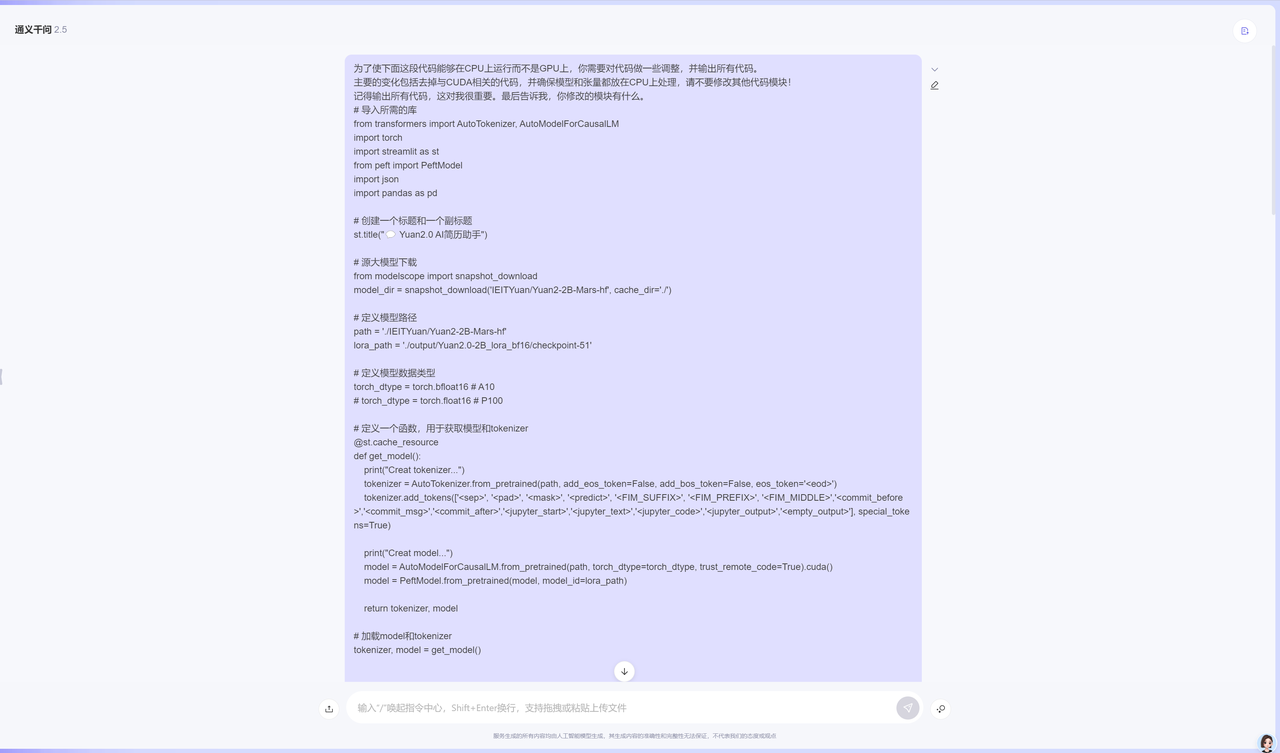 通义千问 2.5
为了使下面这段代码能够在CPU上运行而不是GPU上，你需要对代码做一些调整，并输出所有代码。
主要的变化包括去掉与CUDA相关的代码，并确保模型和张量都放在CPU上处理，请不要修改其他代码模块！
记得输出所有代码，这对我很重要。最后告诉我，你修改的模块有什么。
# 导入所需的库
from transformers import AutoTokenizer, AutoModelForCausalLM
import torch
import streamlit as st
from peft import PeftModel
import json
import pandas as pd
# 创建一个标题和一个副标题
st.title("💬 Yuan2.0 AI简历助手")
# 源大模型下载
from modelscope import snapshot_download
model_dir = snapshot_download('IEITYuan/Yuan2-2B-Mars-hf', cache_dir='./')
# 定义模型路径
path = './IEITYuan/Yuan2-2B-Mars-hf'
lora_path = './output/Yuan2.0-2B_lora_bf16/checkpoint-51'
# 定义模型数据类型
torch_dtype = torch.bfloat16 # A10
# torch_dtype = torch.float16 # P100
# 定义一个函数，用于获取模型和tokenizer
@st.cache_resource
def get_model():
    print("Creat tokenizer...")
    tokenizer = AutoTokenizer.from_pretrained(path, add_eos_token=False, add_bos_token=False, eos_token='<eod>')
    tokenizer.add_tokens(['<sep>', '<pad>', '<mask>', '<predict>', '<FIM_SUFFIX>', '<FIM_PREFIX>', '<FIM_MIDDLE>','<commit_before
>','<commit_msg>','<commit_after>','<jupyter_start>','<jupyter_text>','<jupyter_code>','<jupyter_output>','<empty_output>'], special_toke
ns=True)
    print("Creat model...")
    model = AutoModelForCausalLM.from_pretrained(path, torch_dtype=torch_dtype, trust_remote_code=True).cuda()
    model = PeftModel.from_pretrained(model, model_id=lora_path)
    return tokenizer, model
# 加载model和tokenizer
tokenizer, model = get_model()
输入"/"唤起指令中心，Shift+Enter换行，支持拖拽或粘贴上传文件
服务生成的所有内容均由人工智能模型生成，其生成内容的准确性和完整性无法保证，不代表我们的态度或观点